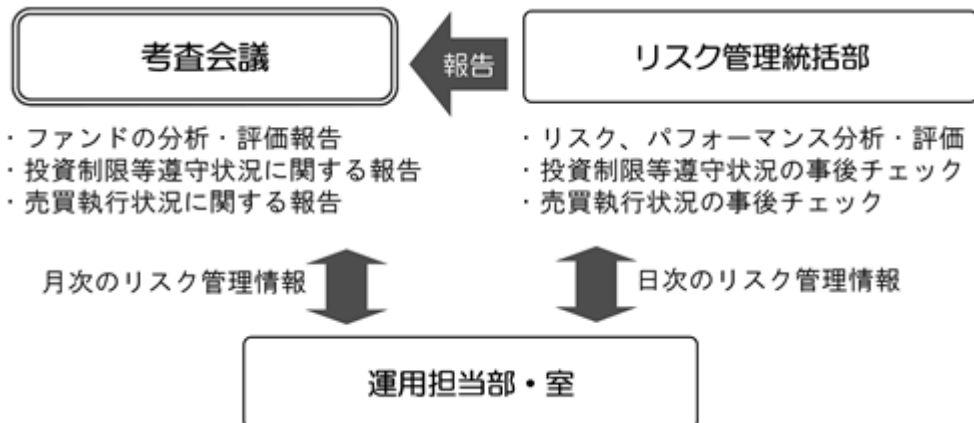 考査会議
報告
リスク管理統括部
・ファンドの分析・評価報告
・投資制限等遵守状況に関する報告
・売買執行状況に関する報告
・リスク、パフォーマンス分析・評価
・投資制限等遵守状況の事後チェック
・売買執行状況の事後チェック
月次のリスク管理情報
日次のリスク管理情報
運用担当部・室